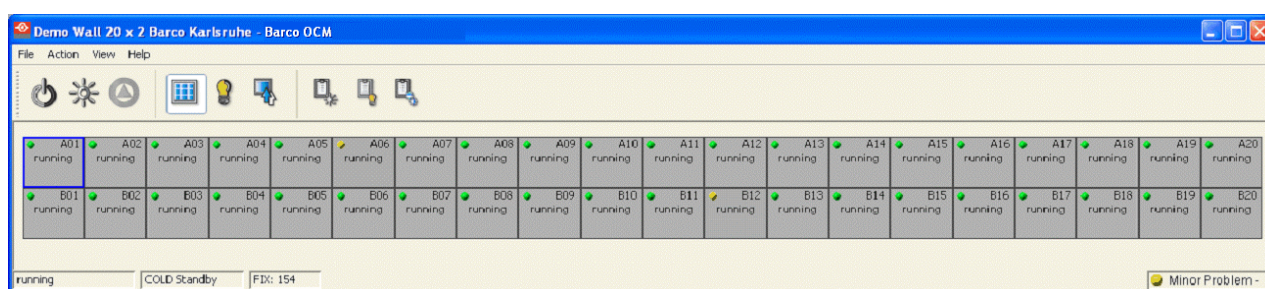 Demo Wall 20 x 2 Barco Karlsruhe - Barco OCM
File Action View Help
A01 A02 A03 A04 A05 A06 A07 A08 A09 A10 A11 A12 A13 A14 A15 A16 A17 A18 A19 A20
running running running running running running running running running running running running running running running running running running running running
B01 B02 B03 B04 B05 B06 B07 B08 B09 B10 B11 B12 B13 B14 B15 B16 B17 B18 B19 B20
running running running running running running running running running running running running running running running running running running running running
running COLD Standby FIX: 154 Minor Problem -